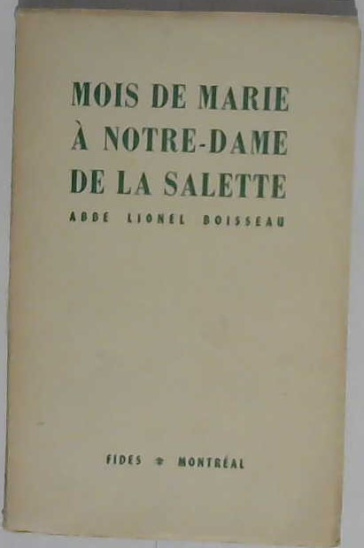 MOIS DE MARIE
À NOTRE-DAME
DE LA SALETTE
ABBÉ LIONEL BOISSEAU
FIDES * MONTRÉAL